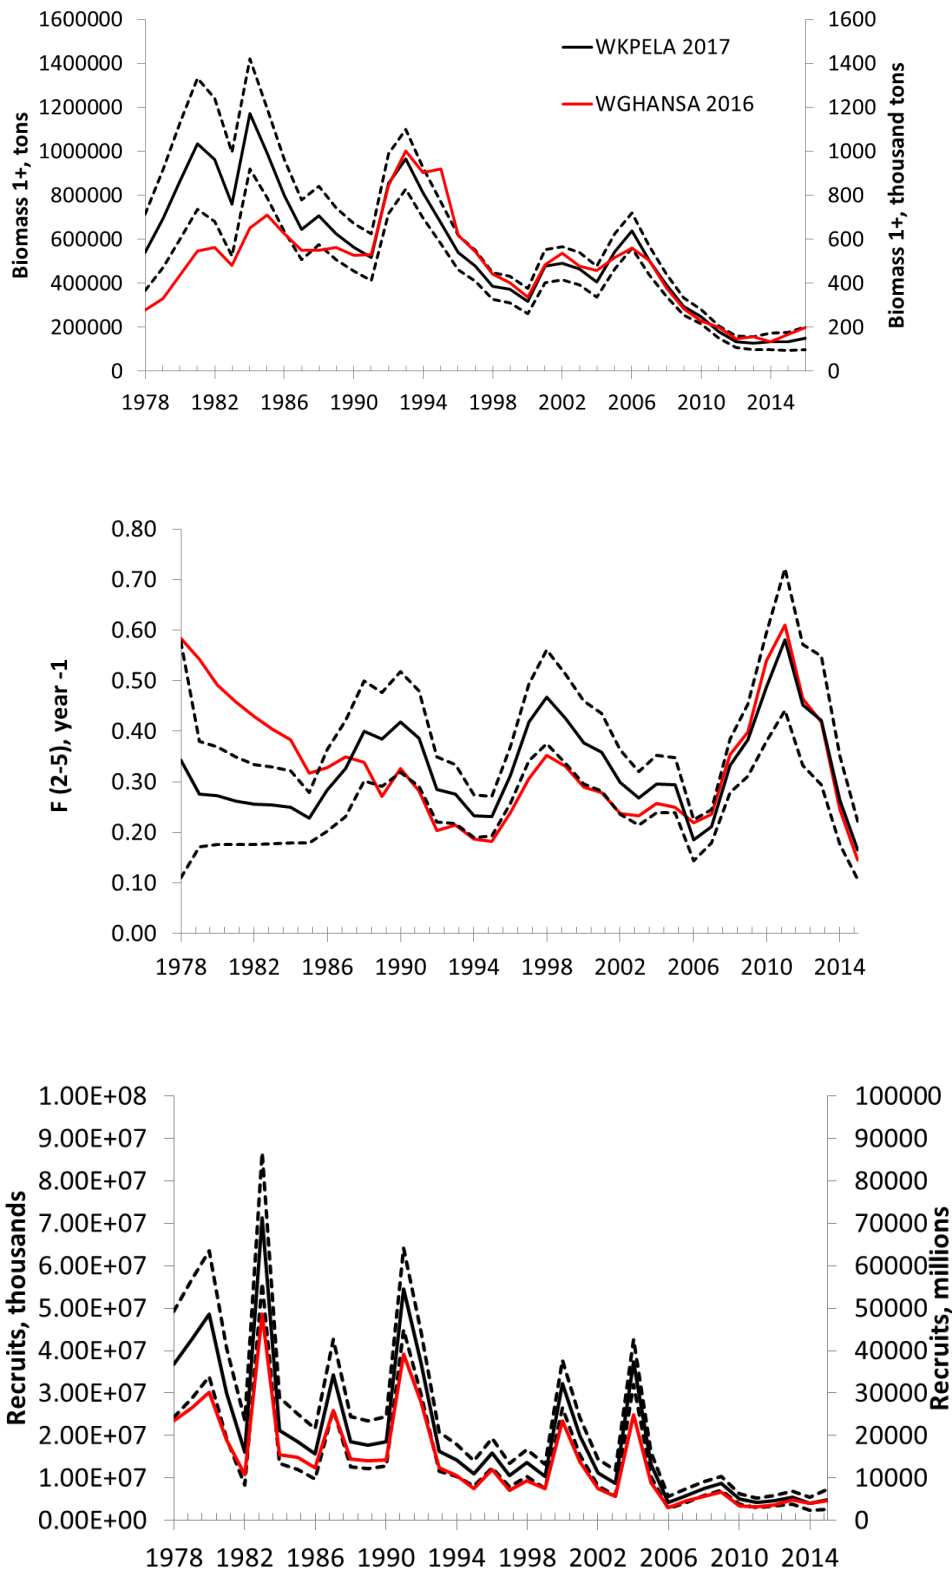 1600000
1400000
1200000
1000000
800000
600000
400000
200000
0
Biomass 1+, tons
WKPELA 2017
WGHANSA 2016
1600
1400
1200
1000
800
600
400
200
0
Biomass 1+, thousand tons
1978 1982 1986 1990 1994 1998 2002 2006 2010 2014
0.80
0.70
0.60
0.50
0.40
0.30
0.20
0.10
0.00
F (2-5), year -1
1978 1982 1986 1990 1994 1998 2002 2006 2010 2014
1.00E+08
9.00E+07
8.00E+07
7.00E+07
6.00E+07
5.00E+07
4.00E+07
3.00E+07
2.00E+07
1.00E+07
0.00E+00
Recruits, thousands
100000
90000
80000
70000
60000
50000
40000
30000
20000
10000
0
Recruits, millions
1978 1982 1986 1990 1994 1998 2002 2006 2010 2014